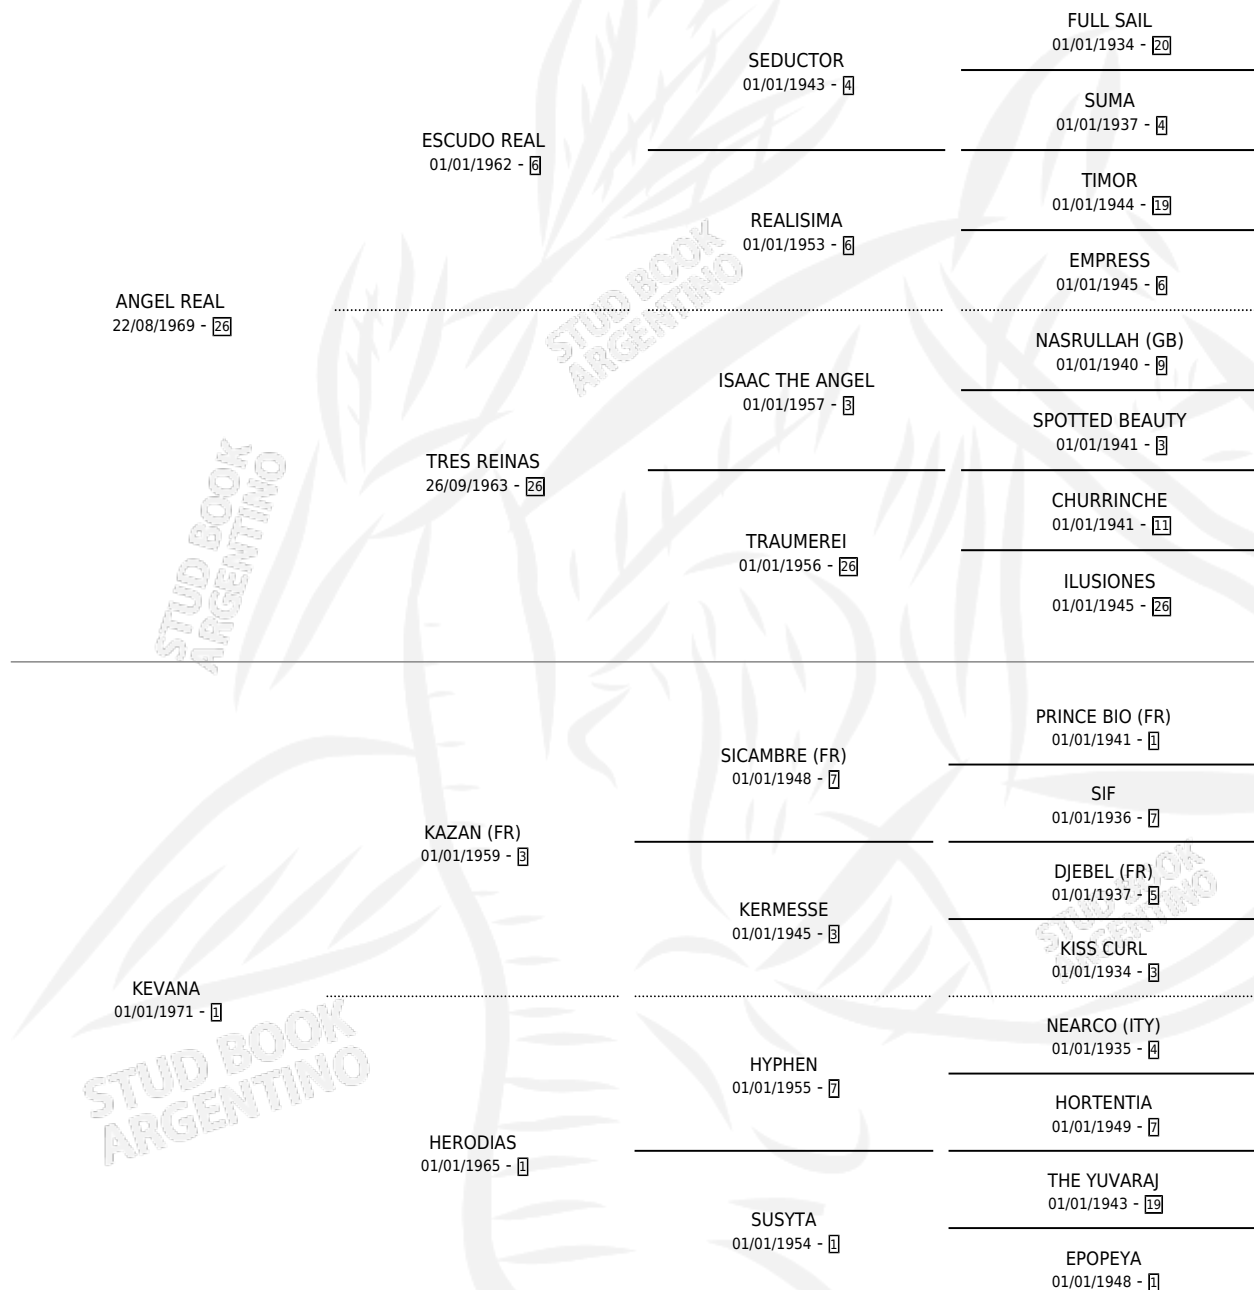 FULL SAIL
01/01/1934 - 20
SEDUCTOR
01/01/1943 - 4
SUMA
01/01/1937 - 4
ESCUDO REAL
01/01/1962 - 6
TIMOR
01/01/1944 - 19
REALISIMA
01/01/1953 - 6
EMPRESS
01/01/1945 - 6
ANGEL REAL
22/08/1969 - 26
NASRULLAH (GB)
01/01/1940 - 9
ISAAC THE ANGEL
01/01/1957 - 3
SPOTTED BEAUTY
01/01/1941 - 3
TRES REINAS
26/09/1963 - 26
CHURRINCHE
01/01/1941 - 11
TRAUMEREI
01/01/1956 - 26
ILUSIONES
01/01/1945 - 26
STUD BOOK
ARGENTINO
STUD BOOK
ARGENTINO
PRINCE BIO (FR)
01/01/1941 - 1
SICAMBRE (FR)
01/01/1948 - 7
SIF
01/01/1936 - 7
KAZAN (FR)
01/01/1959 - 3
DJEBEL (FR)
01/01/1937 - 5
KERMESSE
01/01/1945 - 3
KISS CURL
01/01/1934 - 3
KEVANA
01/01/1971 - 1
NEARCO (ITY)
01/01/1935 - 4
HYPHEN
01/01/1955 - 7
HORTENTIA
01/01/1949 - 7
HERODIAS
01/01/1965 - 1
THE YUVARAJ
01/01/1943 - 19
SUSYTA
01/01/1954 - 1
EPOPEYA
01/01/1948 - 1
STUD BOOK
ARGENTINO
STUD BOOK
ARGENTINO